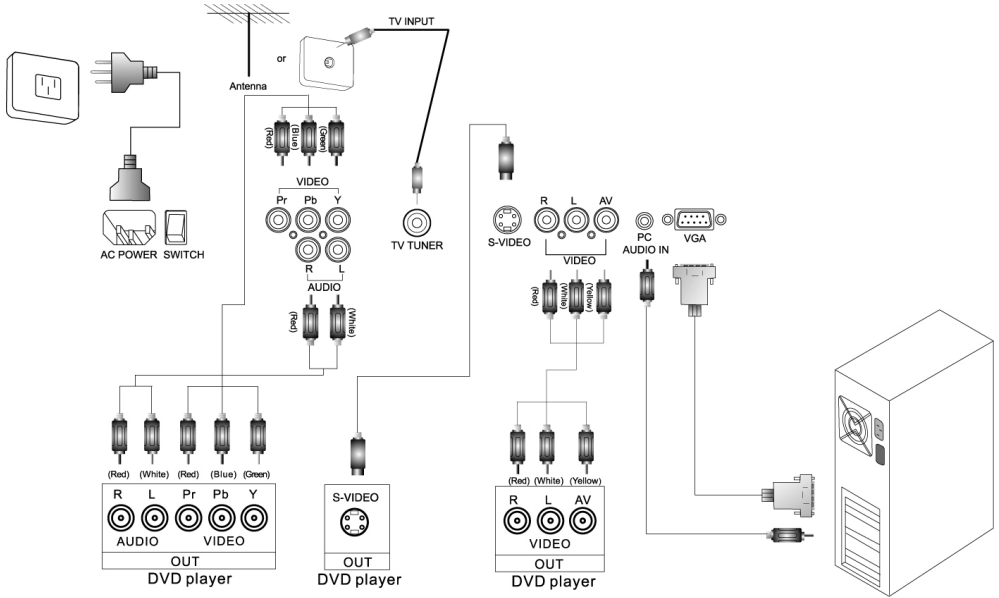 TV INPUT
or
Antenna
(Red)
(Blue)
(Green)
VIDEO
Pr Pb Y
R L
AUDIO
TV TUNER
AC POWER SWITCH
(Red)
(White)
S-VIDEO
R L AV
VIDEO
PC
AUDIO IN
VGA
(Red)
(White)
(Yellow)
(Red) (White) (Red) (Blue) (Green)
R L Pr Pb Y
AUDIO VIDEO
OUT
DVD player
S-VIDEO
OUT
DVD player
(Red) (White) (Yellow)
R L AV
VIDEO
OUT
DVD player